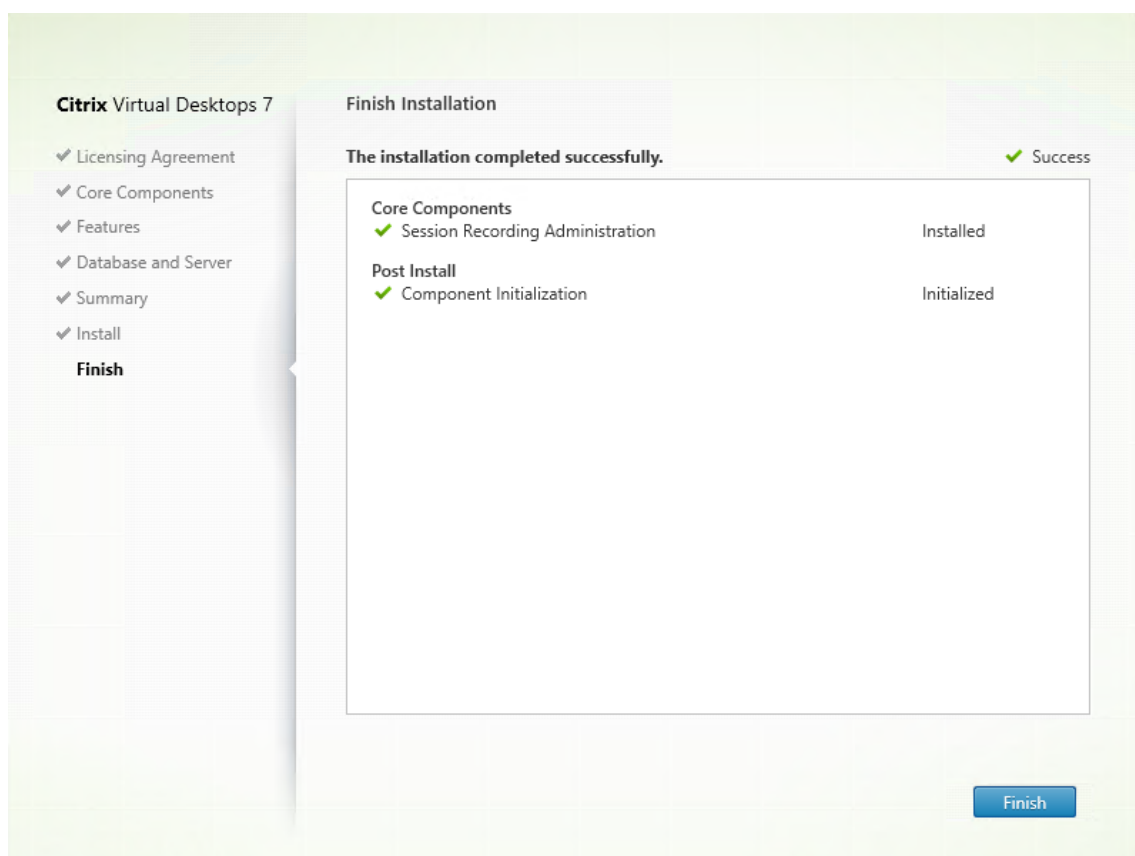 Citrix Virtual Desktops 7
Licensing Agreement
Core Components
Features
Database and Server
Summary
Install
Finish
Finish Installation
The installation completed successfully.
Success
Core Components
Session Recording Administration Installed
Post Install
Component Initialization Initialized
Finish